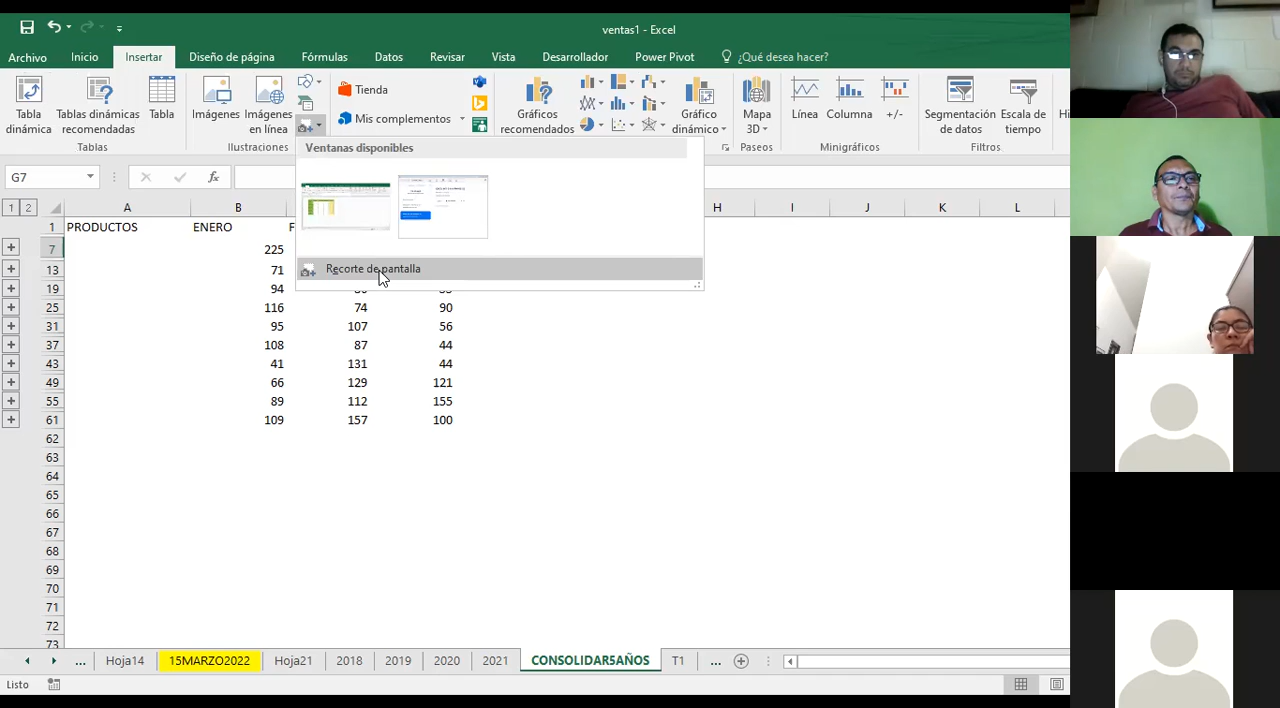 ventas1 - Excel
Archivo Inicio Insertar Diseño de página Fórmulas Datos Revisar Vista Desarrollador Power Pivot ¿Qué desea hacer?
Tabla dinámica
Tablas dinámicas recomendadas
Tabla
Imágenes
Imágenes en línea
Tienda
Mis complementos
Gráficos recomendados
Gráfico dinámico
Mapa 3D
Línea
Columna
+/-
Segmentación de datos
Escala de tiempo
Tablas Ilustraciones Paseos Minigráficos Filtros
Ventanas disponibles
Recorte de pantalla
G7
fx
1 2
A B H I J K L
1 PRODUCTOS ENERO F
7 225
13 71
19 94
25 116 74 90
31 95 107 56
37 108 87 44
43 41 131 44
49 66 129 121
55 89 112 155
61 109 157 100
62
63
64
65
66
67
68
69
70
71
72
73
... Hoja14 15MARZO2022 Hoja21 2018 2019 2020 2021 CONSOLIDAR5AÑOS T1 ...
Listo